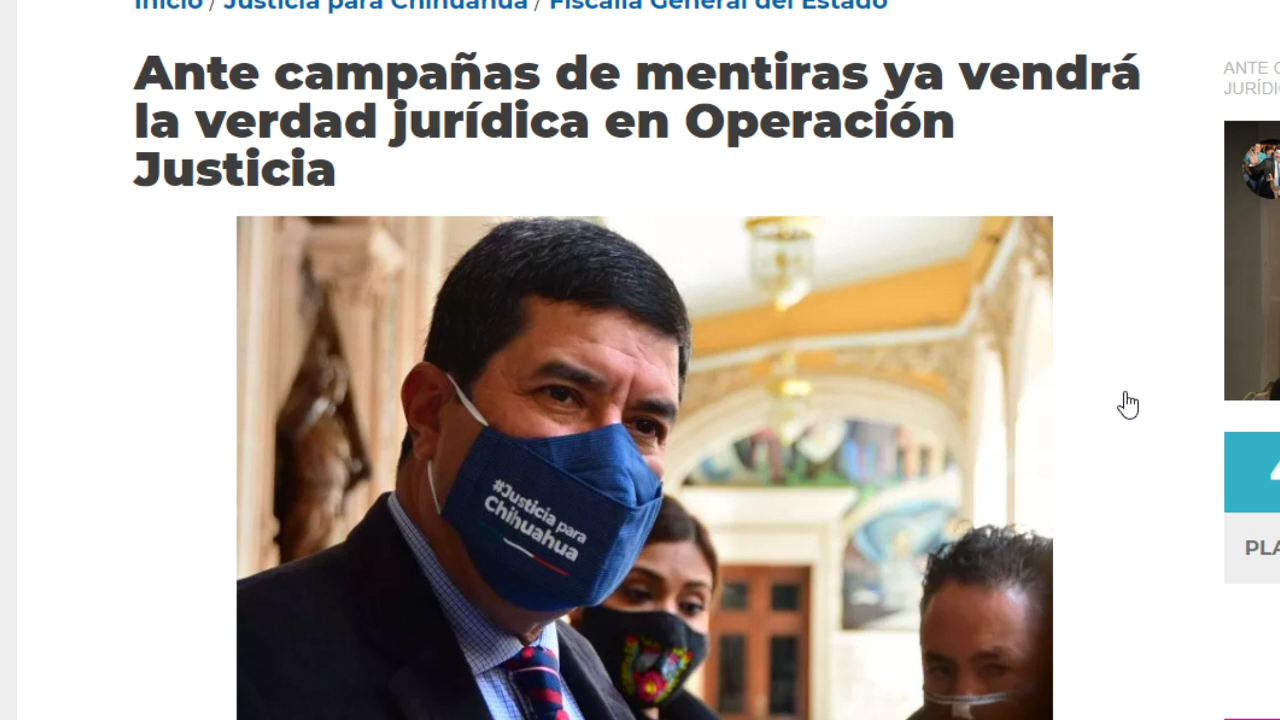 Inicio / Justicia para Chihuahua / Fiscalía General del Estado
Ante campañas de mentiras ya vendrá
la verdad jurídica en Operación
Justicia
ANTE
JURÍDI
#Justicia para
Chihuahua
PLA